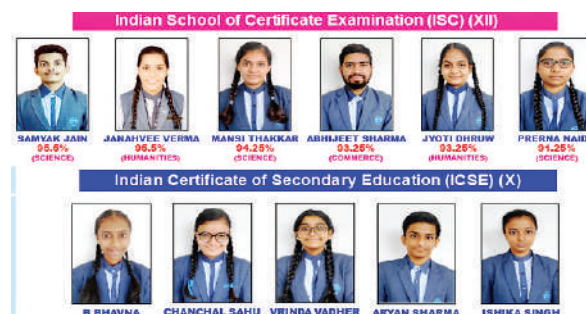 Indian School of Certificate Examination (ISC) (XII)
SAMYAK JAIN JANAHVEE VERMA MANSI THAKKAR ABHIJEET SHARMA JYOTI DHRUW PRERNA NAID
95.5% 95.5% 94.25% 93.25% 93.25% 91.25%
(SCIENCE) (HUMANITIES) (SCIENCE) (COMMERCE) (HUMANITIES) (SCIENCE)
Indian Certificate of Secondary Education (ICSE) (X)
B BHAVNA CHANCHAL SAHU VRINDA VADHER ARYAN SHARMA ISHIKA SINGH